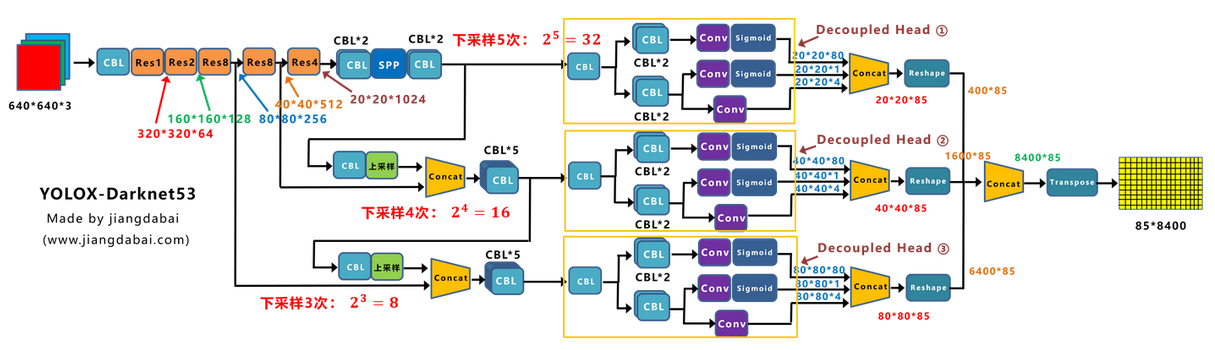 640*640*3
CBL
Res1
Res2
Res8
Res8
Res4
CBL*2
CBL*2
CBL
SPP
CBL
320*320*64
160*160*128
80*80*256
40*40*512
20*20*1024
下采样5次： 2^5 = 32
CBL
CBL
CBL*2
CBL
CBL*2
Conv
Sigmoid
Conv
Sigmoid
Conv
Decoupled Head ①
20*20*80
20*20*1
20*20*4
Concat
20*20*85
Reshape
400*85
CBL
上采样
Concat
CBL*5
CBL
下采样4次： 2^4 = 16
CBL
CBL
CBL*2
CBL
CBL*2
Conv
Sigmoid
Conv
Sigmoid
Conv
Decoupled Head ②
40*40*80
40*40*1
40*40*4
Concat
40*40*85
Reshape
1600*85
8400*85
Concat
Transpose
85*8400
YOLOX-Darknet53
Made by jiangdabai
(www.jiangdabai.com)
CBL
上采样
Concat
CBL*5
CBL
下采样3次： 2^3 = 8
CBL
CBL
CBL*2
CBL
Conv
Sigmoid
Conv
Sigmoid
Conv
Decoupled Head ③
80*80*80
80*80*1
80*80*4
Concat
80*80*85
Reshape
6400*85